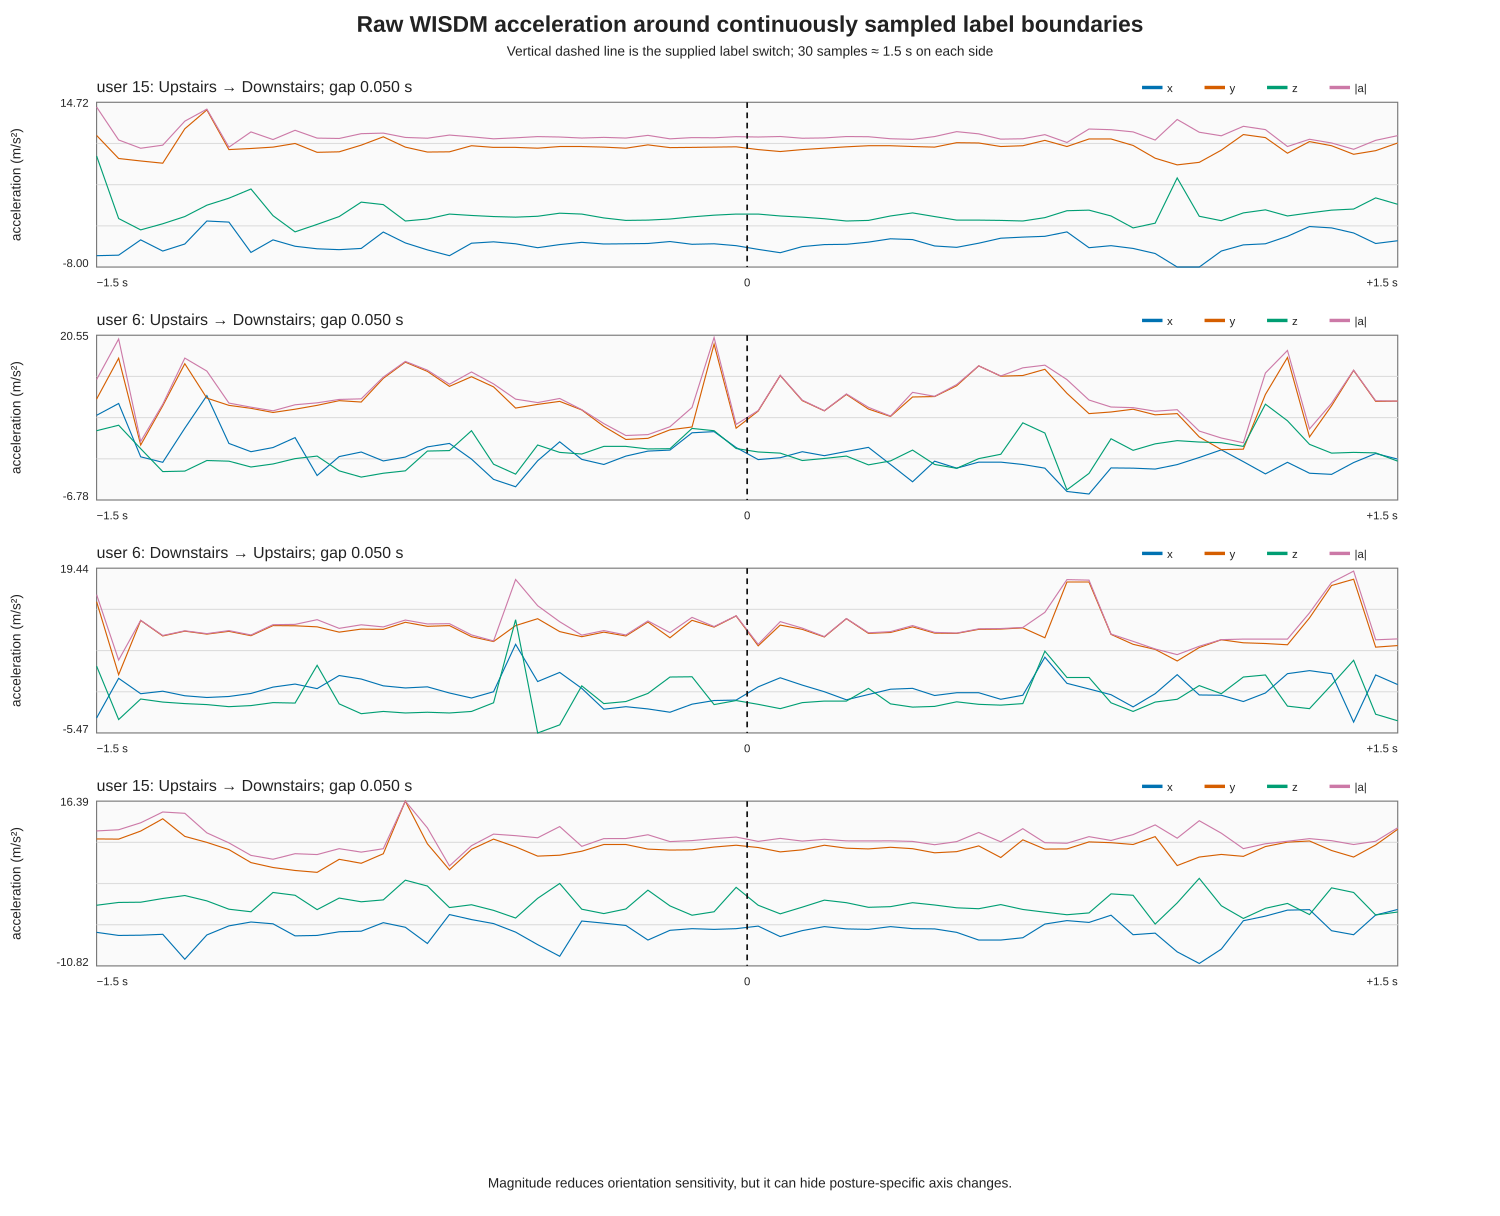 Raw WISDM acceleration around continuously sampled label boundaries
Vertical dashed line is the supplied label switch; 30 samples ≈ 1.5 s on each side
user 15: Upstairs → Downstairs; gap 0.050 s
x y z |a|
14.72
acceleration (m/s²)
-8.00
−1.5 s 0 +1.5 s
user 6: Upstairs → Downstairs; gap 0.050 s
x y z |a|
20.55
acceleration (m/s²)
-6.78
−1.5 s 0 +1.5 s
user 6: Downstairs → Upstairs; gap 0.050 s
x y z |a|
19.44
acceleration (m/s²)
-5.47
−1.5 s 0 +1.5 s
user 15: Upstairs → Downstairs; gap 0.050 s
x y z |a|
16.39
acceleration (m/s²)
-10.82
−1.5 s 0 +1.5 s
Magnitude reduces orientation sensitivity, but it can hide posture-specific axis changes.